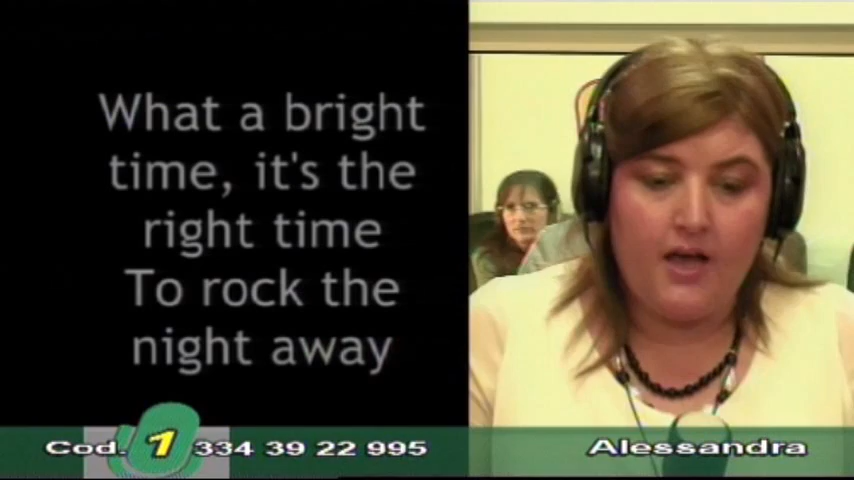 What a bright
time, it's the
right time
To rock the
night away
Cod. 1 334 39 22 995
Alessandra